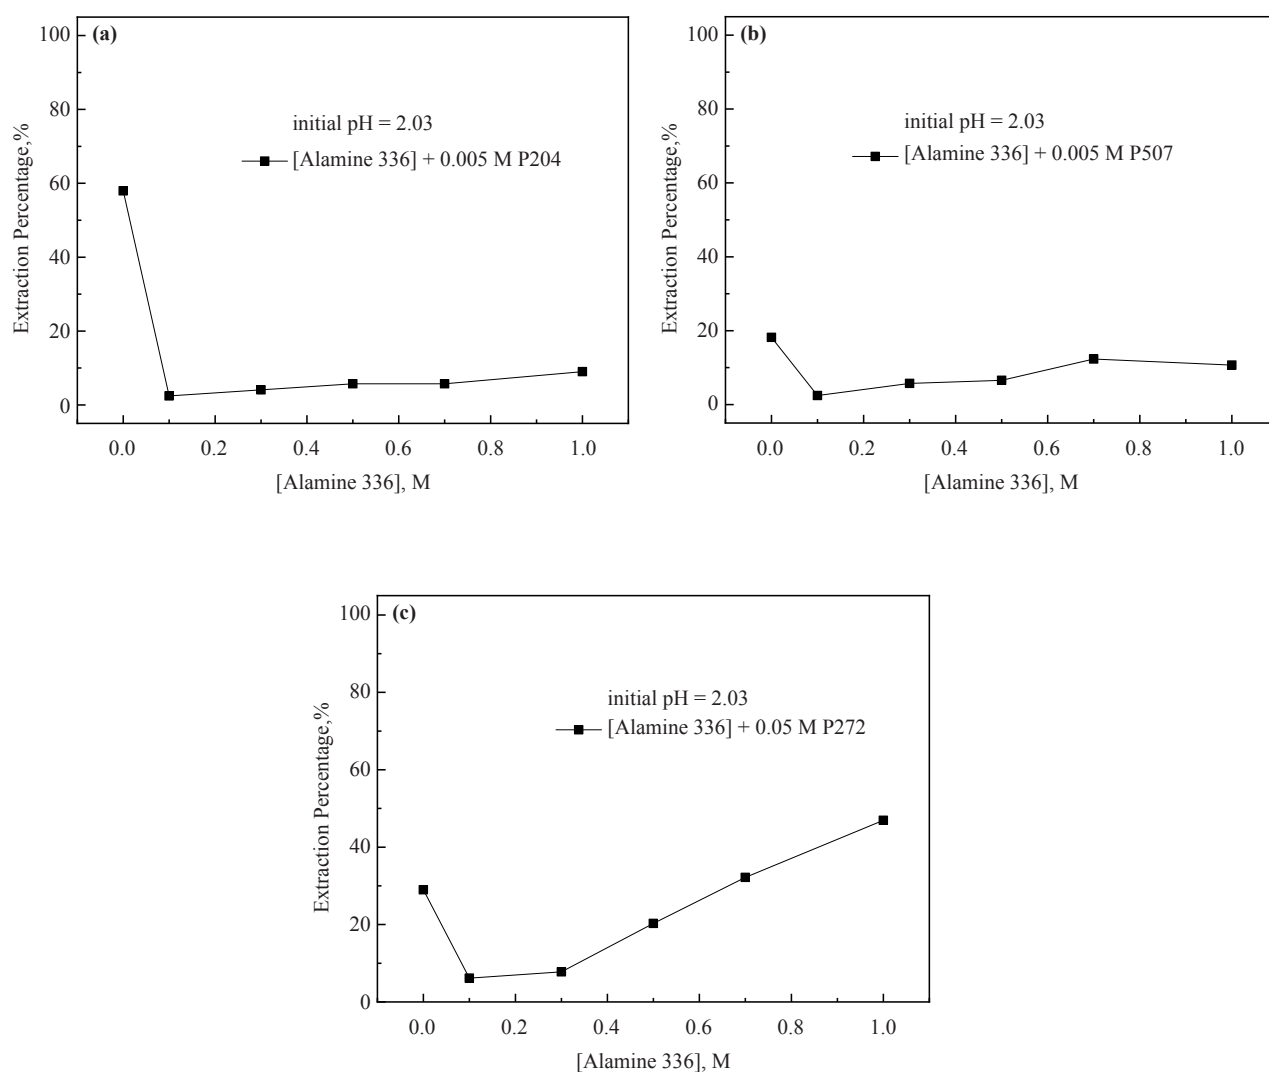 (a)
100
80
60
40
20
0
Extraction Percentage,%
initial pH = 2.03
[Alamine 336] + 0.005 M P204
0.0 0.2 0.4 0.6 0.8 1.0
[Alamine 336], M
(b)
100
80
60
40
20
0
Extraction Percentage,%
initial pH = 2.03
[Alamine 336] + 0.005 M P507
0.0 0.2 0.4 0.6 0.8 1.0
[Alamine 336], M
(c)
100
80
60
40
20
0
Extraction Percentage,%
initial pH = 2.03
[Alamine 336] + 0.05 M P272
0.0 0.2 0.4 0.6 0.8 1.0
[Alamine 336], M